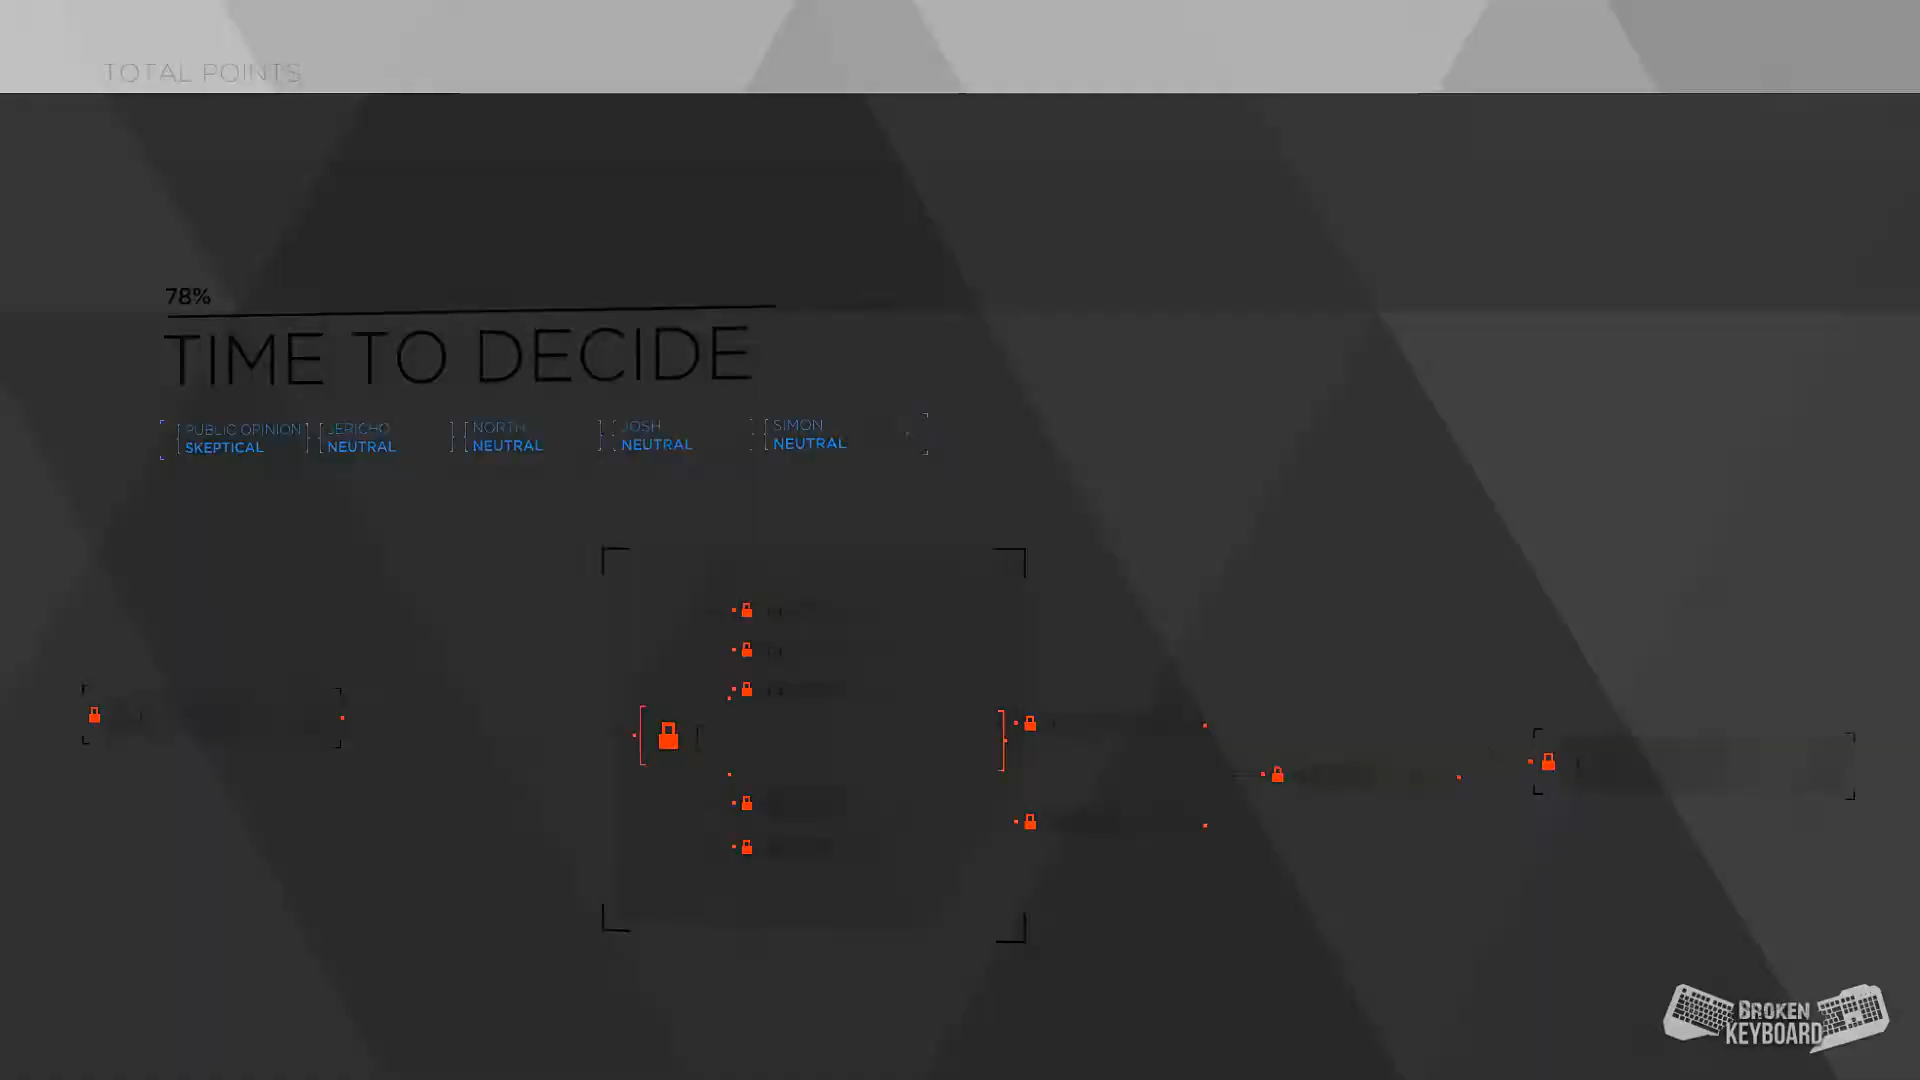 TOTAL POINTS
78%
TIME TO DECIDE
PUBLIC OPINION JERICHO NORTH JOSH SIMON
SKEPTICAL NEUTRAL NEUTRAL NEUTRAL NEUTRAL
BROKEN
KEYBOARD